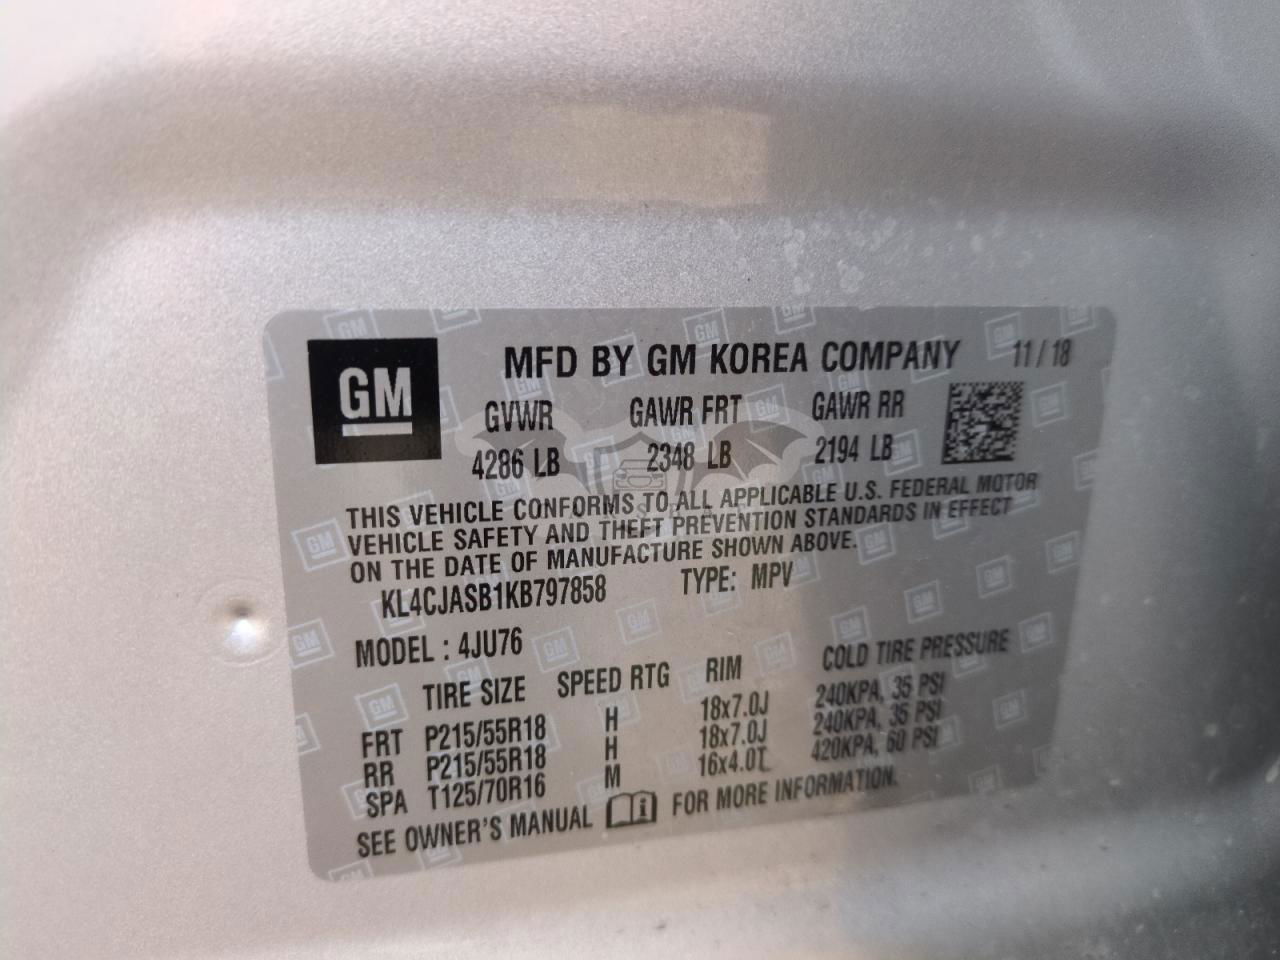 GM
MFD BY GM KOREA COMPANY 11/18
GVWR GAWR FRT GAWR RR
4286 LB 2348 LB 2194 LB
THIS VEHICLE CONFORMS TO ALL APPLICABLE U.S. FEDERAL MOTOR
VEHICLE SAFETY AND THEFT PREVENTION STANDARDS IN EFFECT
ON THE DATE OF MANUFACTURE SHOWN ABOVE.
KL4CJASB1KB797858 TYPE: MPV
MODEL : 4JU76
TIRE SIZE SPEED RTG RIM COLD TIRE PRESSURE
FRT P215/55R18 H 18x7.0J 240KPA, 35 PSI
RR P215/55R18 H 18x7.0J 240KPA, 35 PSI
SPA T125/70R16 M 16x4.0T 420KPA, 60 PSI
SEE OWNER'S MANUAL FOR MORE INFORMATION.